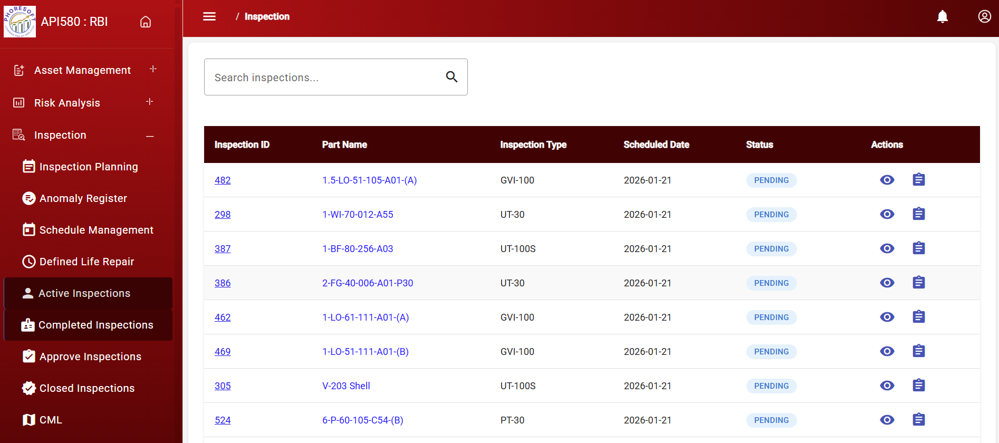 PHORESOFT
API580 : RBI
/ Inspection
Asset Management
Risk Analysis
Inspection
Inspection Planning
Anomaly Register
Schedule Management
Defined Life Repair
Active Inspections
Completed Inspections
Approve Inspections
Closed Inspections
CML
Search inspections...
Inspection ID Part Name Inspection Type Scheduled Date Status Actions
482 1.5-LO-51-105-A01-(A) GVI-100 2026-01-21 PENDING
298 1-WI-70-012-A55 UT-30 2026-01-21 PENDING
387 1-BF-80-256-A03 UT-100S 2026-01-21 PENDING
386 2-FG-40-006-A01-P30 UT-30 2026-01-21 PENDING
462 1-LO-61-111-A01-(A) GVI-100 2026-01-21 PENDING
469 1-LO-51-111-A01-(B) GVI-100 2026-01-21 PENDING
305 V-203 Shell UT-100S 2026-01-21 PENDING
524 6-P-60-105-C54-(B) PT-30 2026-01-21 PENDING